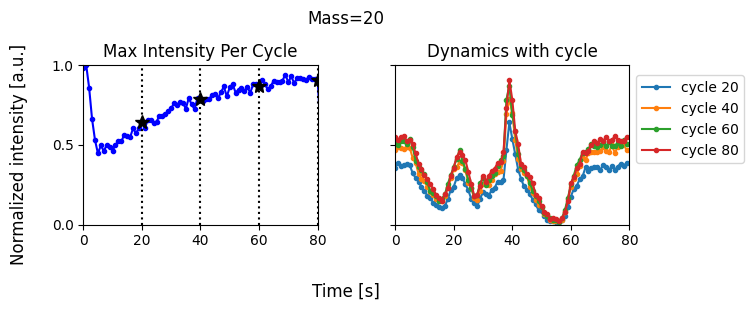 Mass=20
Max Intensity Per Cycle
Dynamics with cycle
Normalized intensity [a.u.]
1.0
0.5
0.0
0 20 40 60 80
0 20 40 60 80
cycle 20
cycle 40
cycle 60
cycle 80
Time [s]